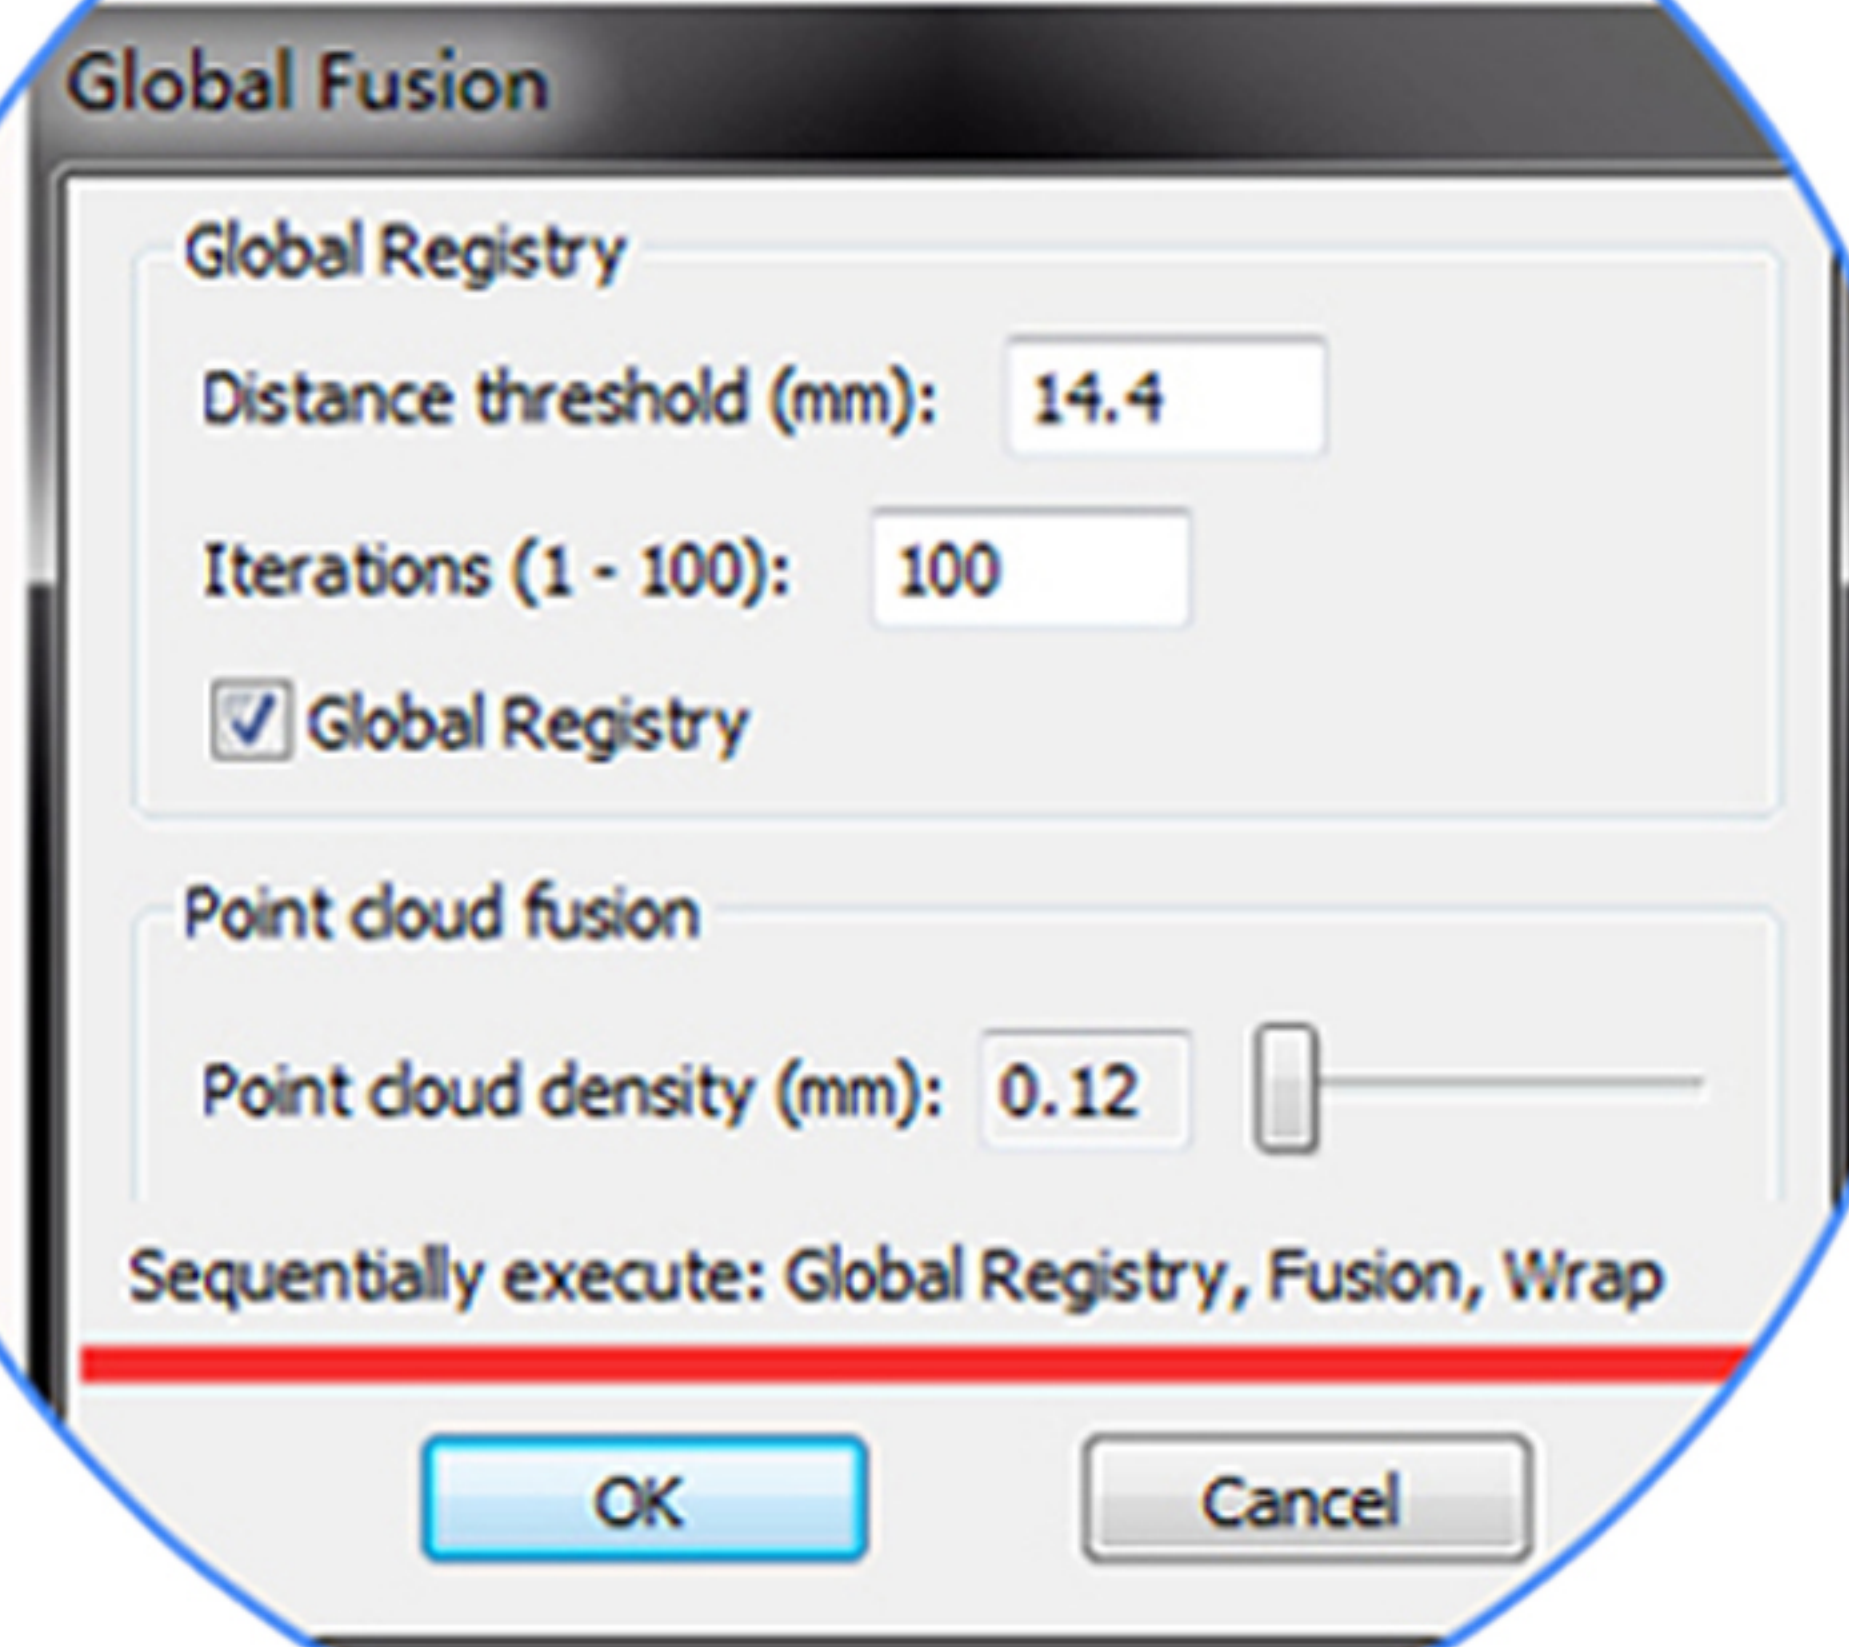 Global Fusion
Global Registry
Distance threshold (mm): 14.4
Iterations (1 - 100): 100
Global Registry
Point cloud fusion
Point cloud density (mm): 0.12
Sequentially execute: Global Registry, Fusion, Wrap
OK Cancel